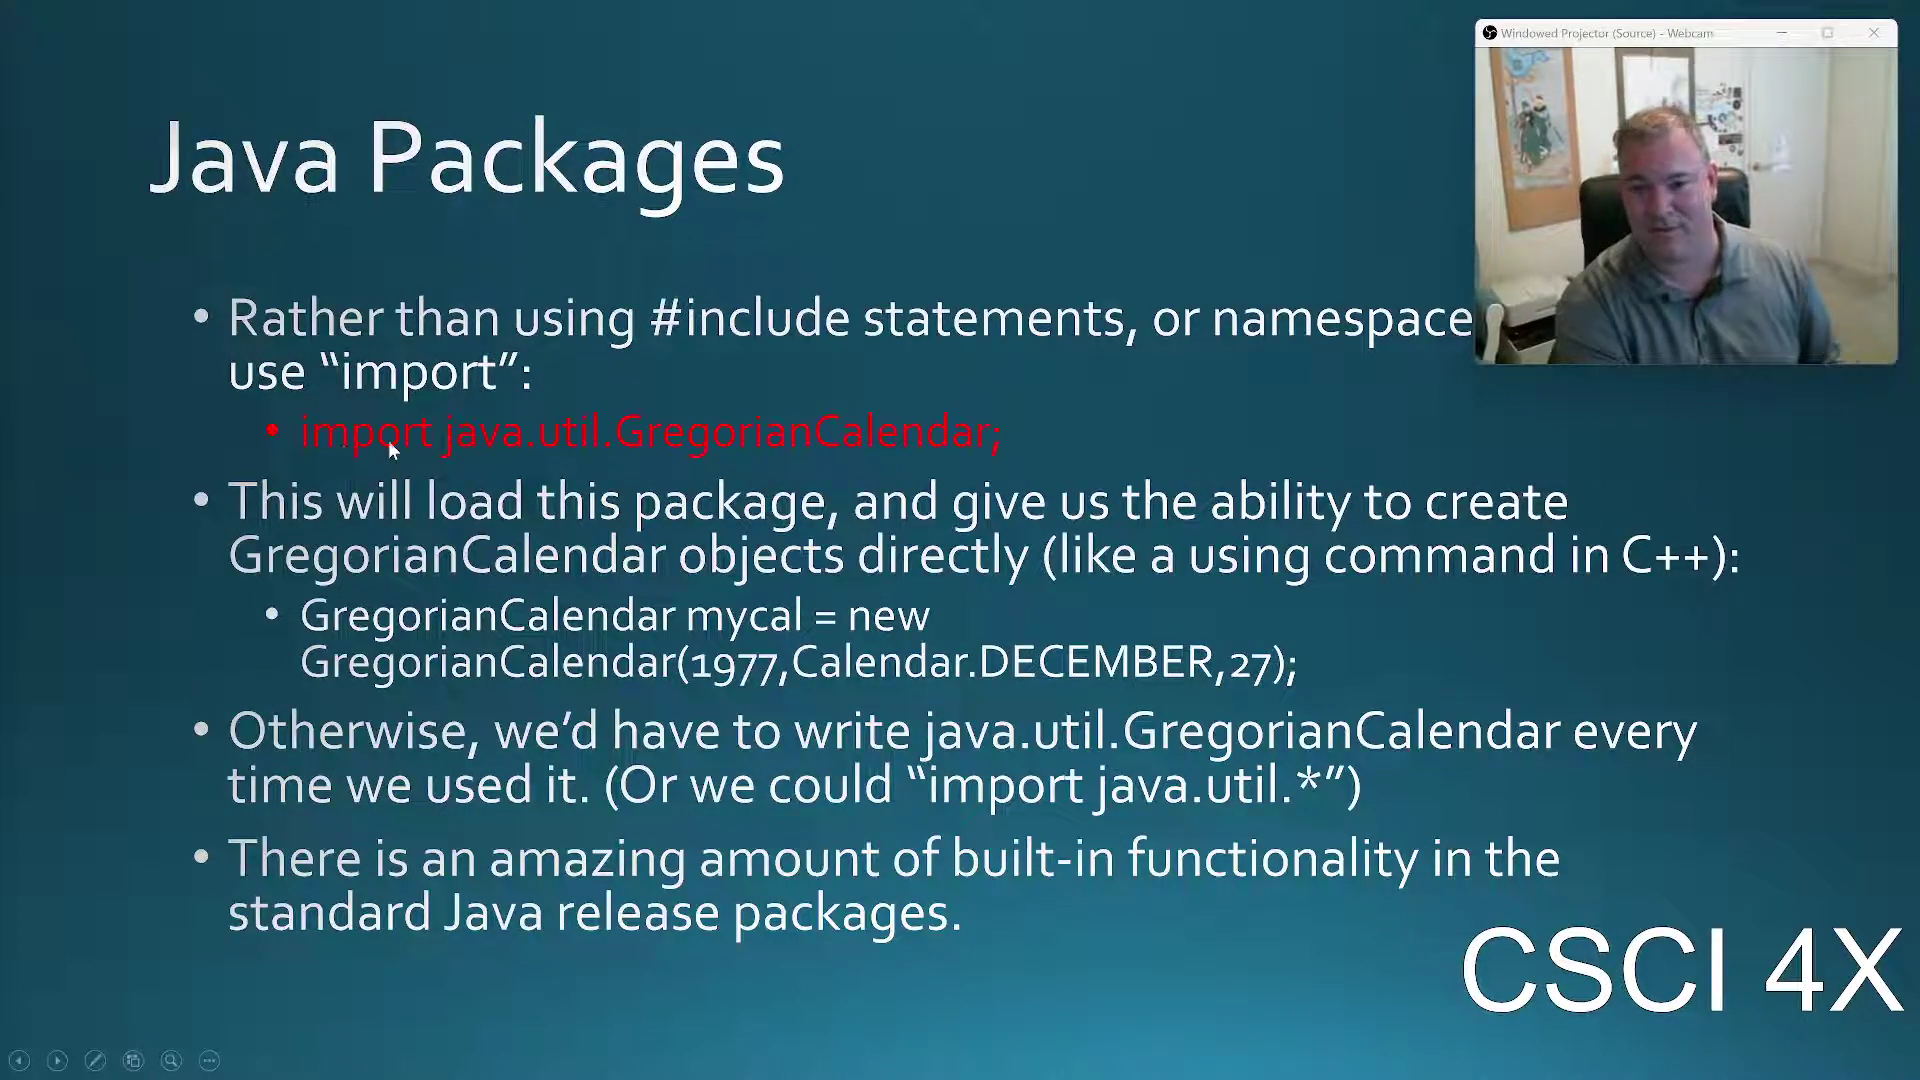 Windowed Projector (Source) - Webcam
Java Packages
• Rather than using #include statements, or namespace
use “import”:
• import java.util.GregorianCalendar;
• This will load this package, and give us the ability to create
GregorianCalendar objects directly (like a using command in C++):
• GregorianCalendar mycal = new
GregorianCalendar(1977,Calendar.DECEMBER,27);
• Otherwise, we’d have to write java.util.GregorianCalendar every
time we used it. (Or we could “import java.util.*”)
• There is an amazing amount of built-in functionality in the
standard Java release packages.
CSCI 4X